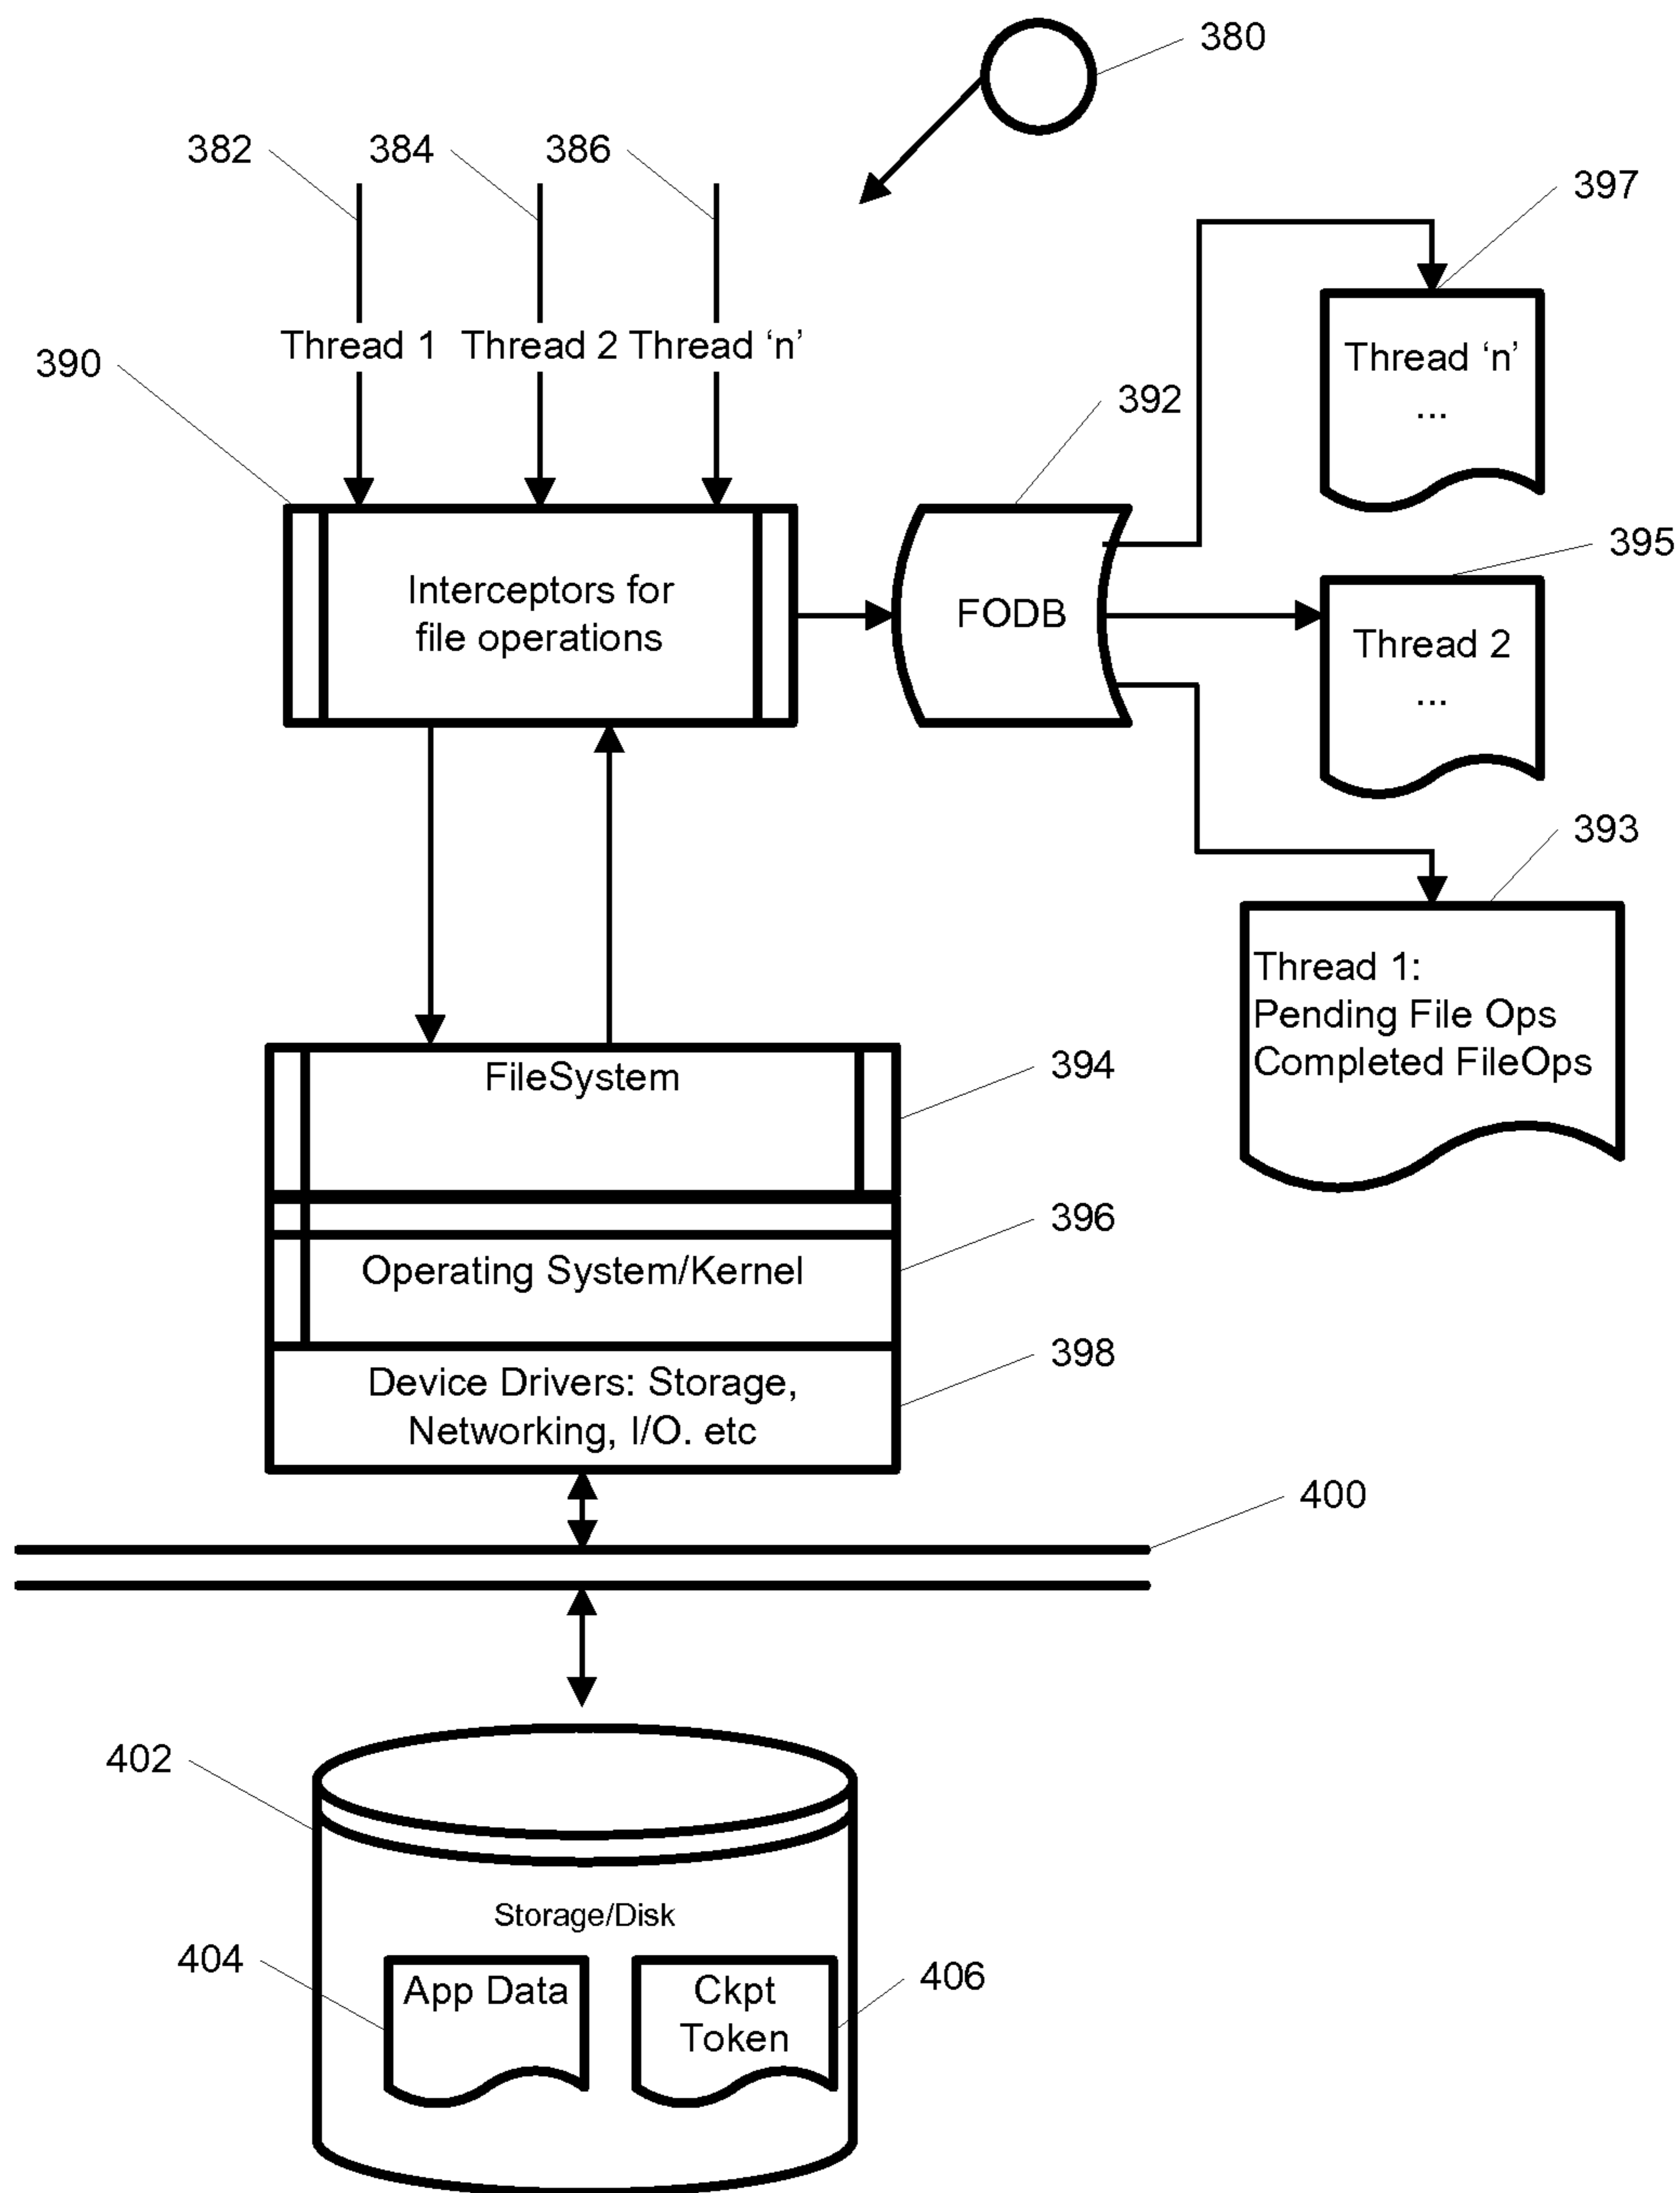 380
382
384
386
397
Thread 1
Thread 2
Thread ‘n’
390
Thread ‘n’
...
392
395
Interceptors for
file operations
FODB
Thread 2
...
393
Thread 1:
Pending File Ops
Completed FileOps
FileSystem
394
396
Operating System/Kernel
398
Device Drivers: Storage,
Networking, I/O. etc
400
402
Storage/Disk
404
App Data
Ckpt
Token
406